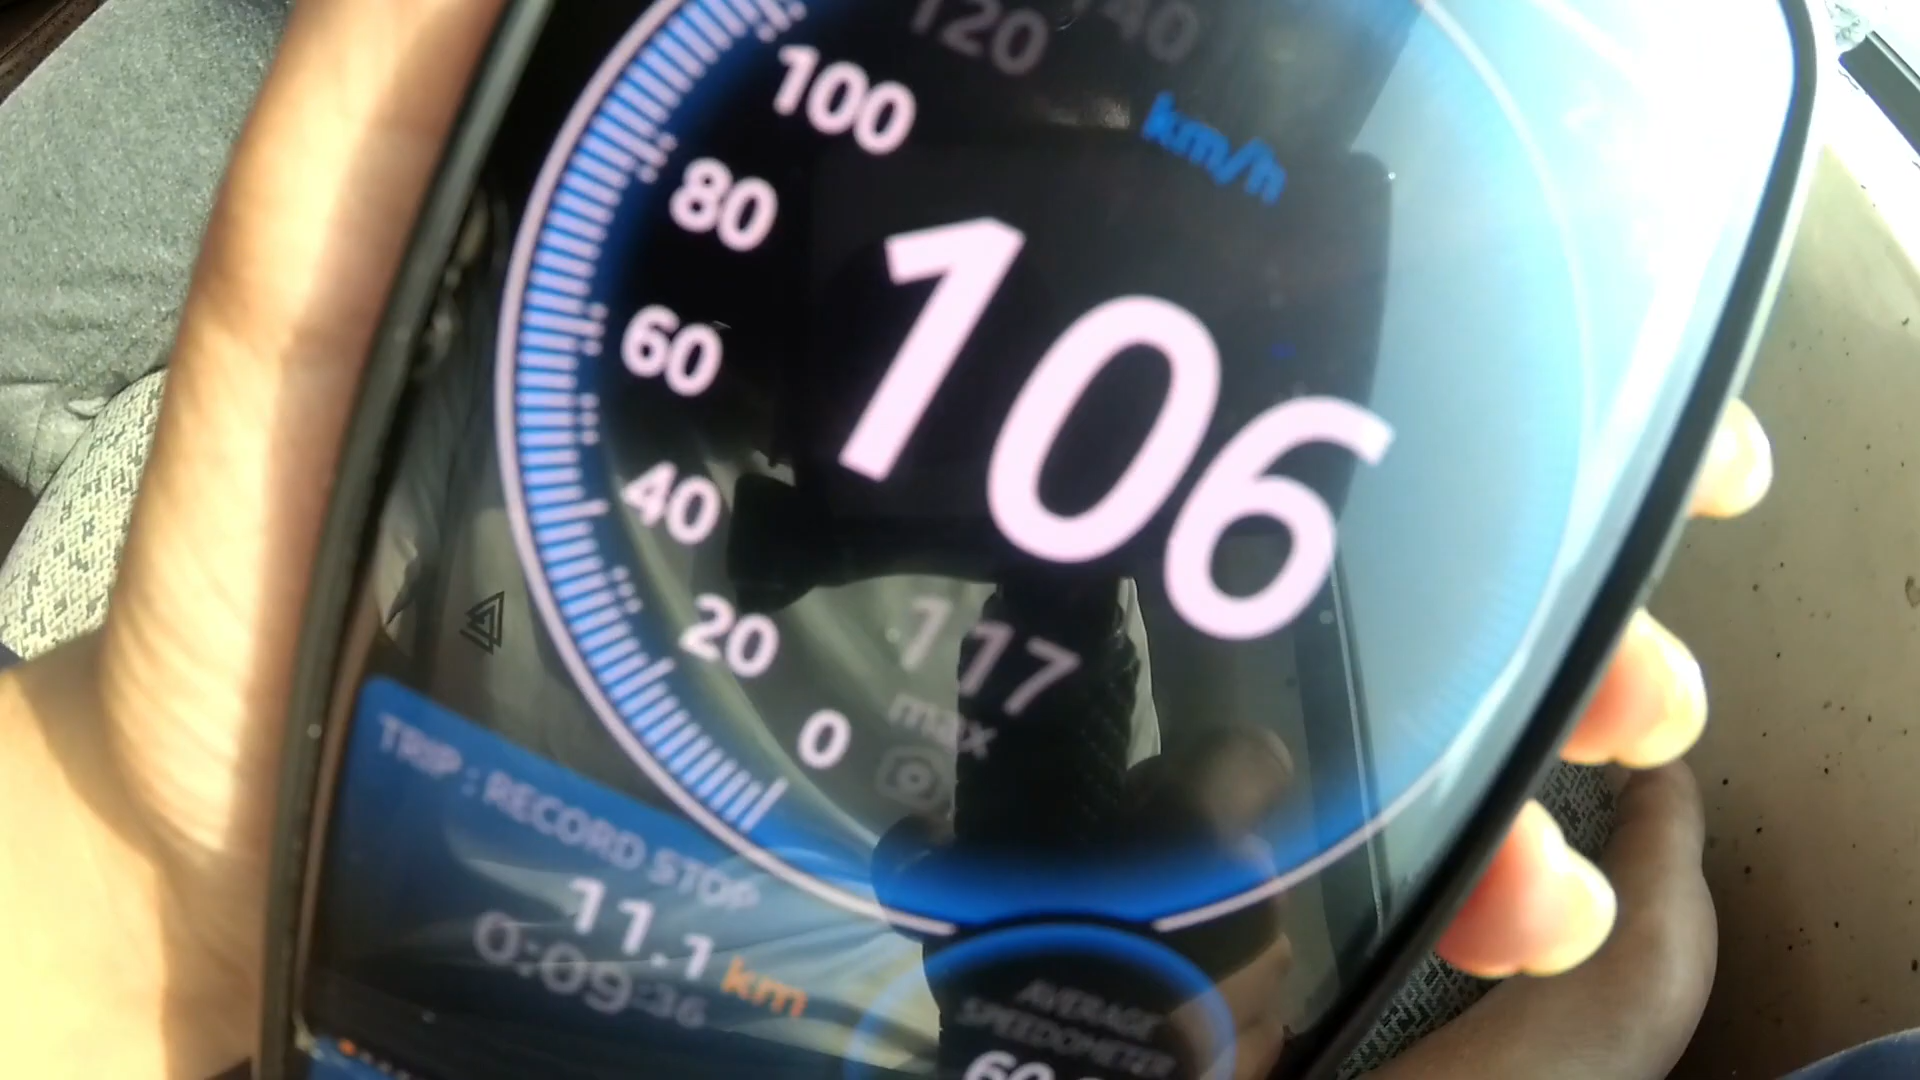 140
120
100
km/h
80
106
60
40
20
117
max
0
TRIP : RECORD STOP
11.1 km
0:09:36
AVERAGE
SPEEDOMETER